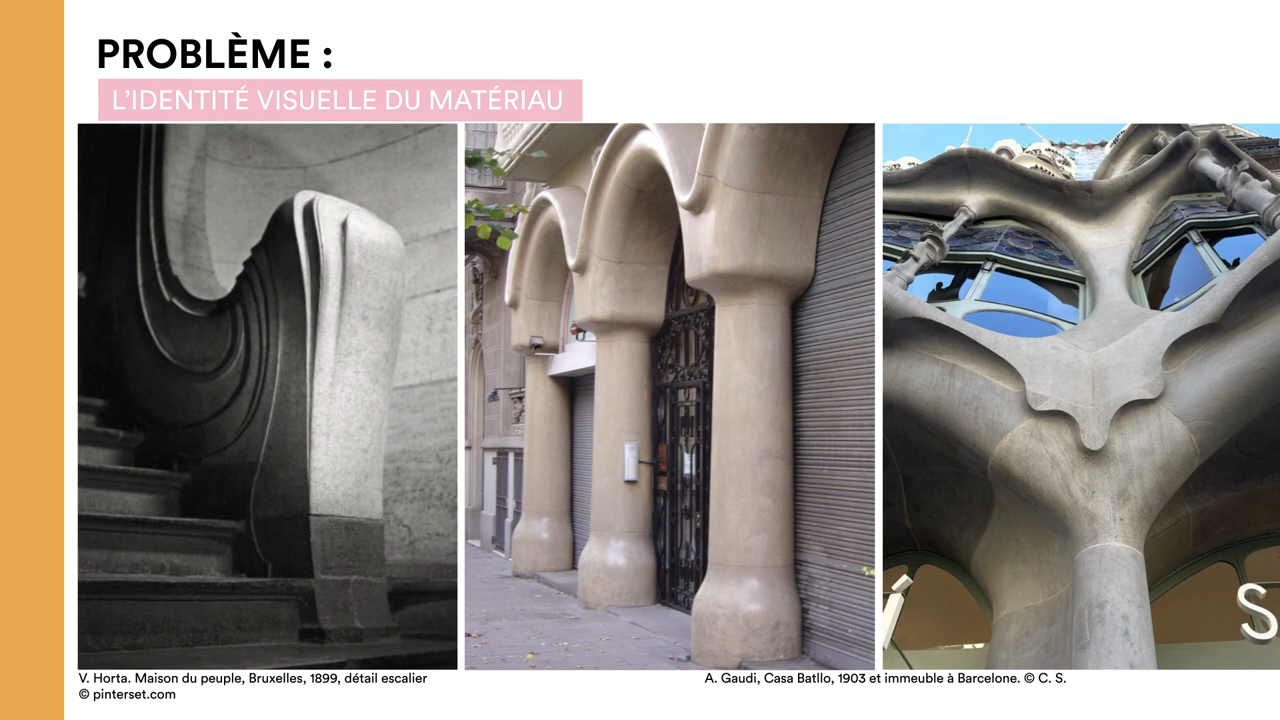 PROBLÈME :
L’IDENTITÉ VISUELLE DU MATÉRIAU
S
V. Horta. Maison du peuple, Bruxelles, 1899, détail escalier
© pinterset.com
A. Gaudi, Casa Batllo, 1903 et immeuble à Barcelone. © C. S.